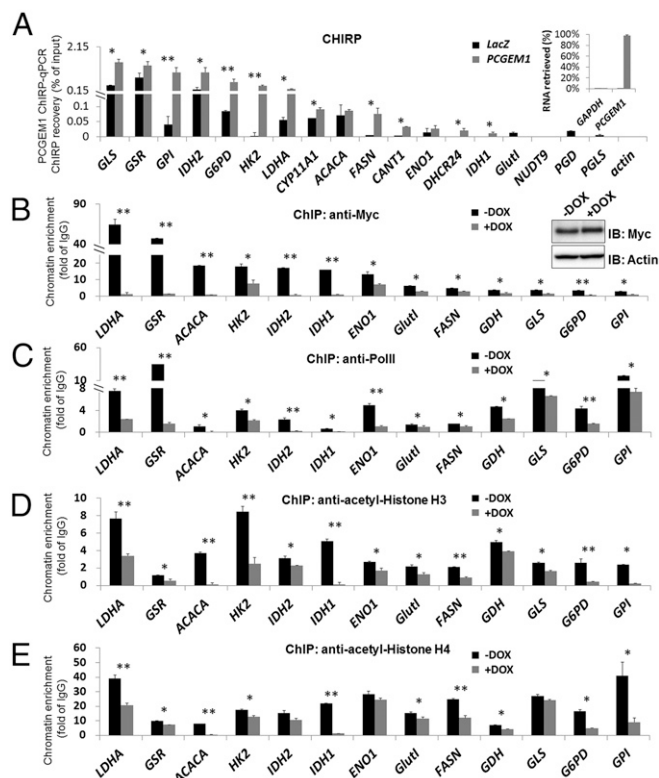 A
CHIRP
PCGEM1 ChIRP-qPCR
ChIRP recovery (% of input)
2.15
0.15
0.1
0.05
0
* * ** * * ** * * * * * *
LacZ
PCGEM1
RNA retrieved (%)
100%
80%
60%
40%
20%
0%
GAPDH
PCGEM1
GLS GSR GPI IDH2 G6PD HK2 LDHA CYP11A1 ACACA FASN CANT1 ENO1 DHCR24 IDH1 GlutI NUDT9 PGD PGLS actin
B
ChIP: anti-Myc
Chromatin enrichment
(fold of IgG)
90
40
20
10
0
** ** ** * ** ** * * * * * ** *
-DOX
+DOX
-DOX +DOX
IB: Myc
IB: Actin
LDHA GSR ACACA HK2 IDH2 IDH1 ENO1 GlutI FASN GDH GLS G6PD GPI
C
ChIP: anti-PolII
Chromatin enrichment
(fold of IgG)
60
10
8
4
0
** ** * * ** * ** * * * * ** *
-DOX
+DOX
LDHA GSR ACACA HK2 IDH2 IDH1 ENO1 GlutI FASN GDH GLS G6PD GPI
D
ChIP: anti-acetyl-Histone H3
Chromatin enrichment
(fold of IgG)
10
8
6
4
2
0
** * ** ** * ** * * ** * * ** *
-DOX
+DOX
LDHA GSR ACACA HK2 IDH2 IDH1 ENO1 GlutI FASN GDH GLS G6PD GPI
E
ChIP: anti-acetyl-Histone H4
Chromatin enrichment
(fold of IgG)
60
50
40
30
20
10
0
** * ** * ** * ** * * *
-DOX
+DOX
LDHA GSR ACACA HK2 IDH2 IDH1 ENO1 GlutI FASN GDH GLS G6PD GPI